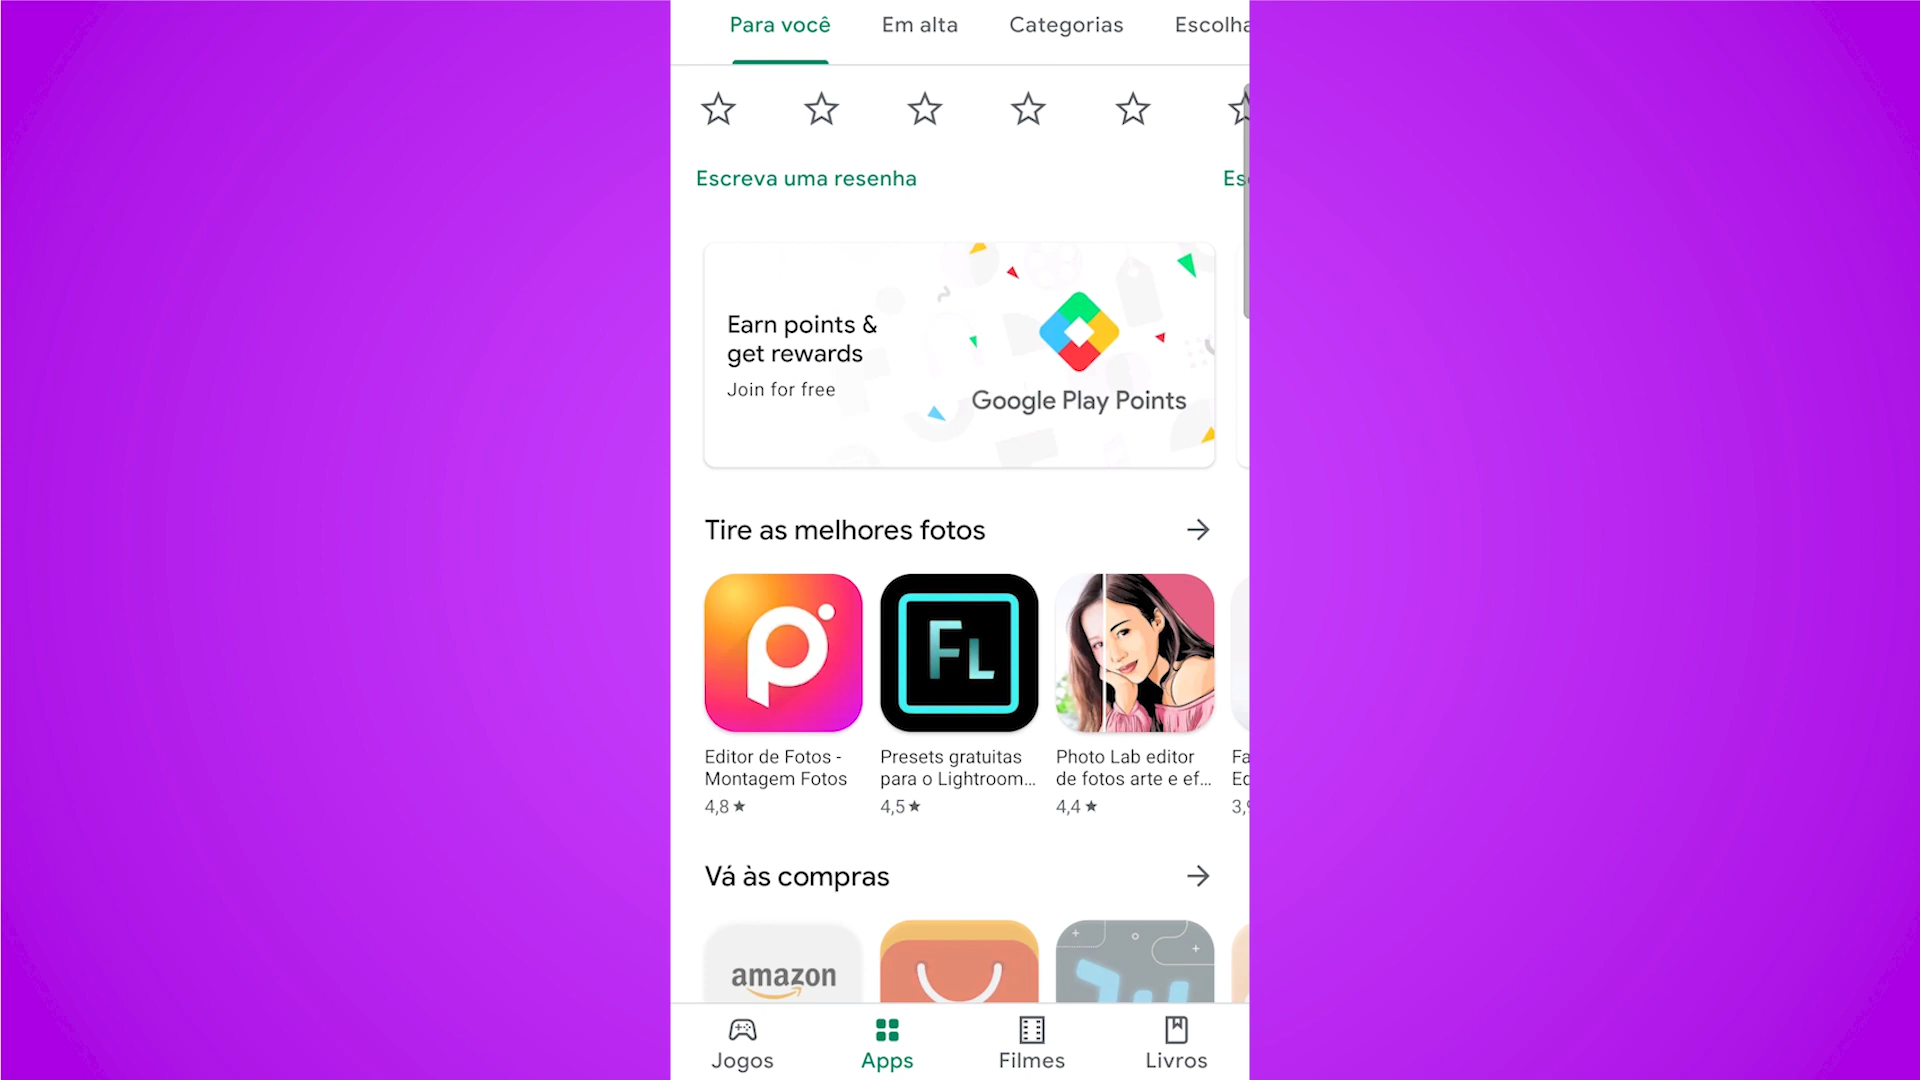 Para você Em alta Categorias Escolha
Escreva uma resenha
Earn points &
get rewards
Join for free
Google Play Points
Tire as melhores fotos
FL
Editor de Fotos -
Montagem Fotos
4,8 ★
Presets gratuitas
para o Lightroom...
4,5 ★
Photo Lab editor
de fotos arte e ef...
4,4 ★
Vá às compras
amazon
Jogos Apps Filmes Livros